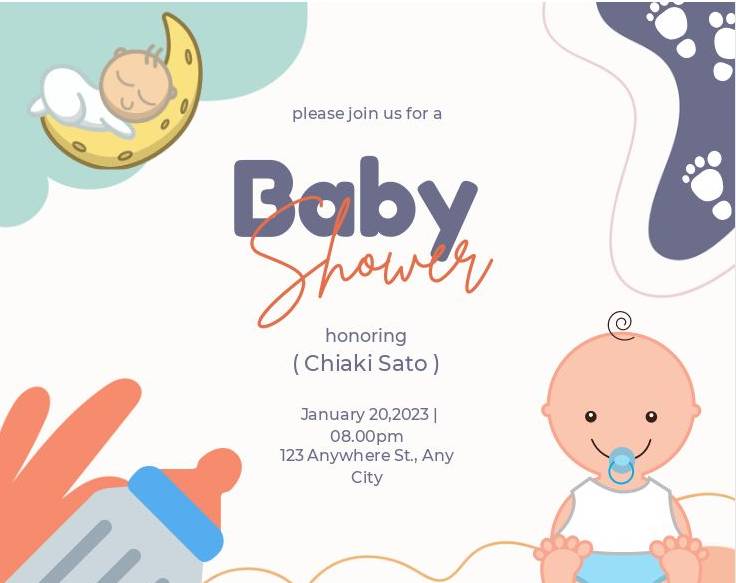 please join us for a
Baby
Shower
honoring
( Chiaki Sato )
January 20,2023 |
08.00pm
123 Anywhere St., Any
City